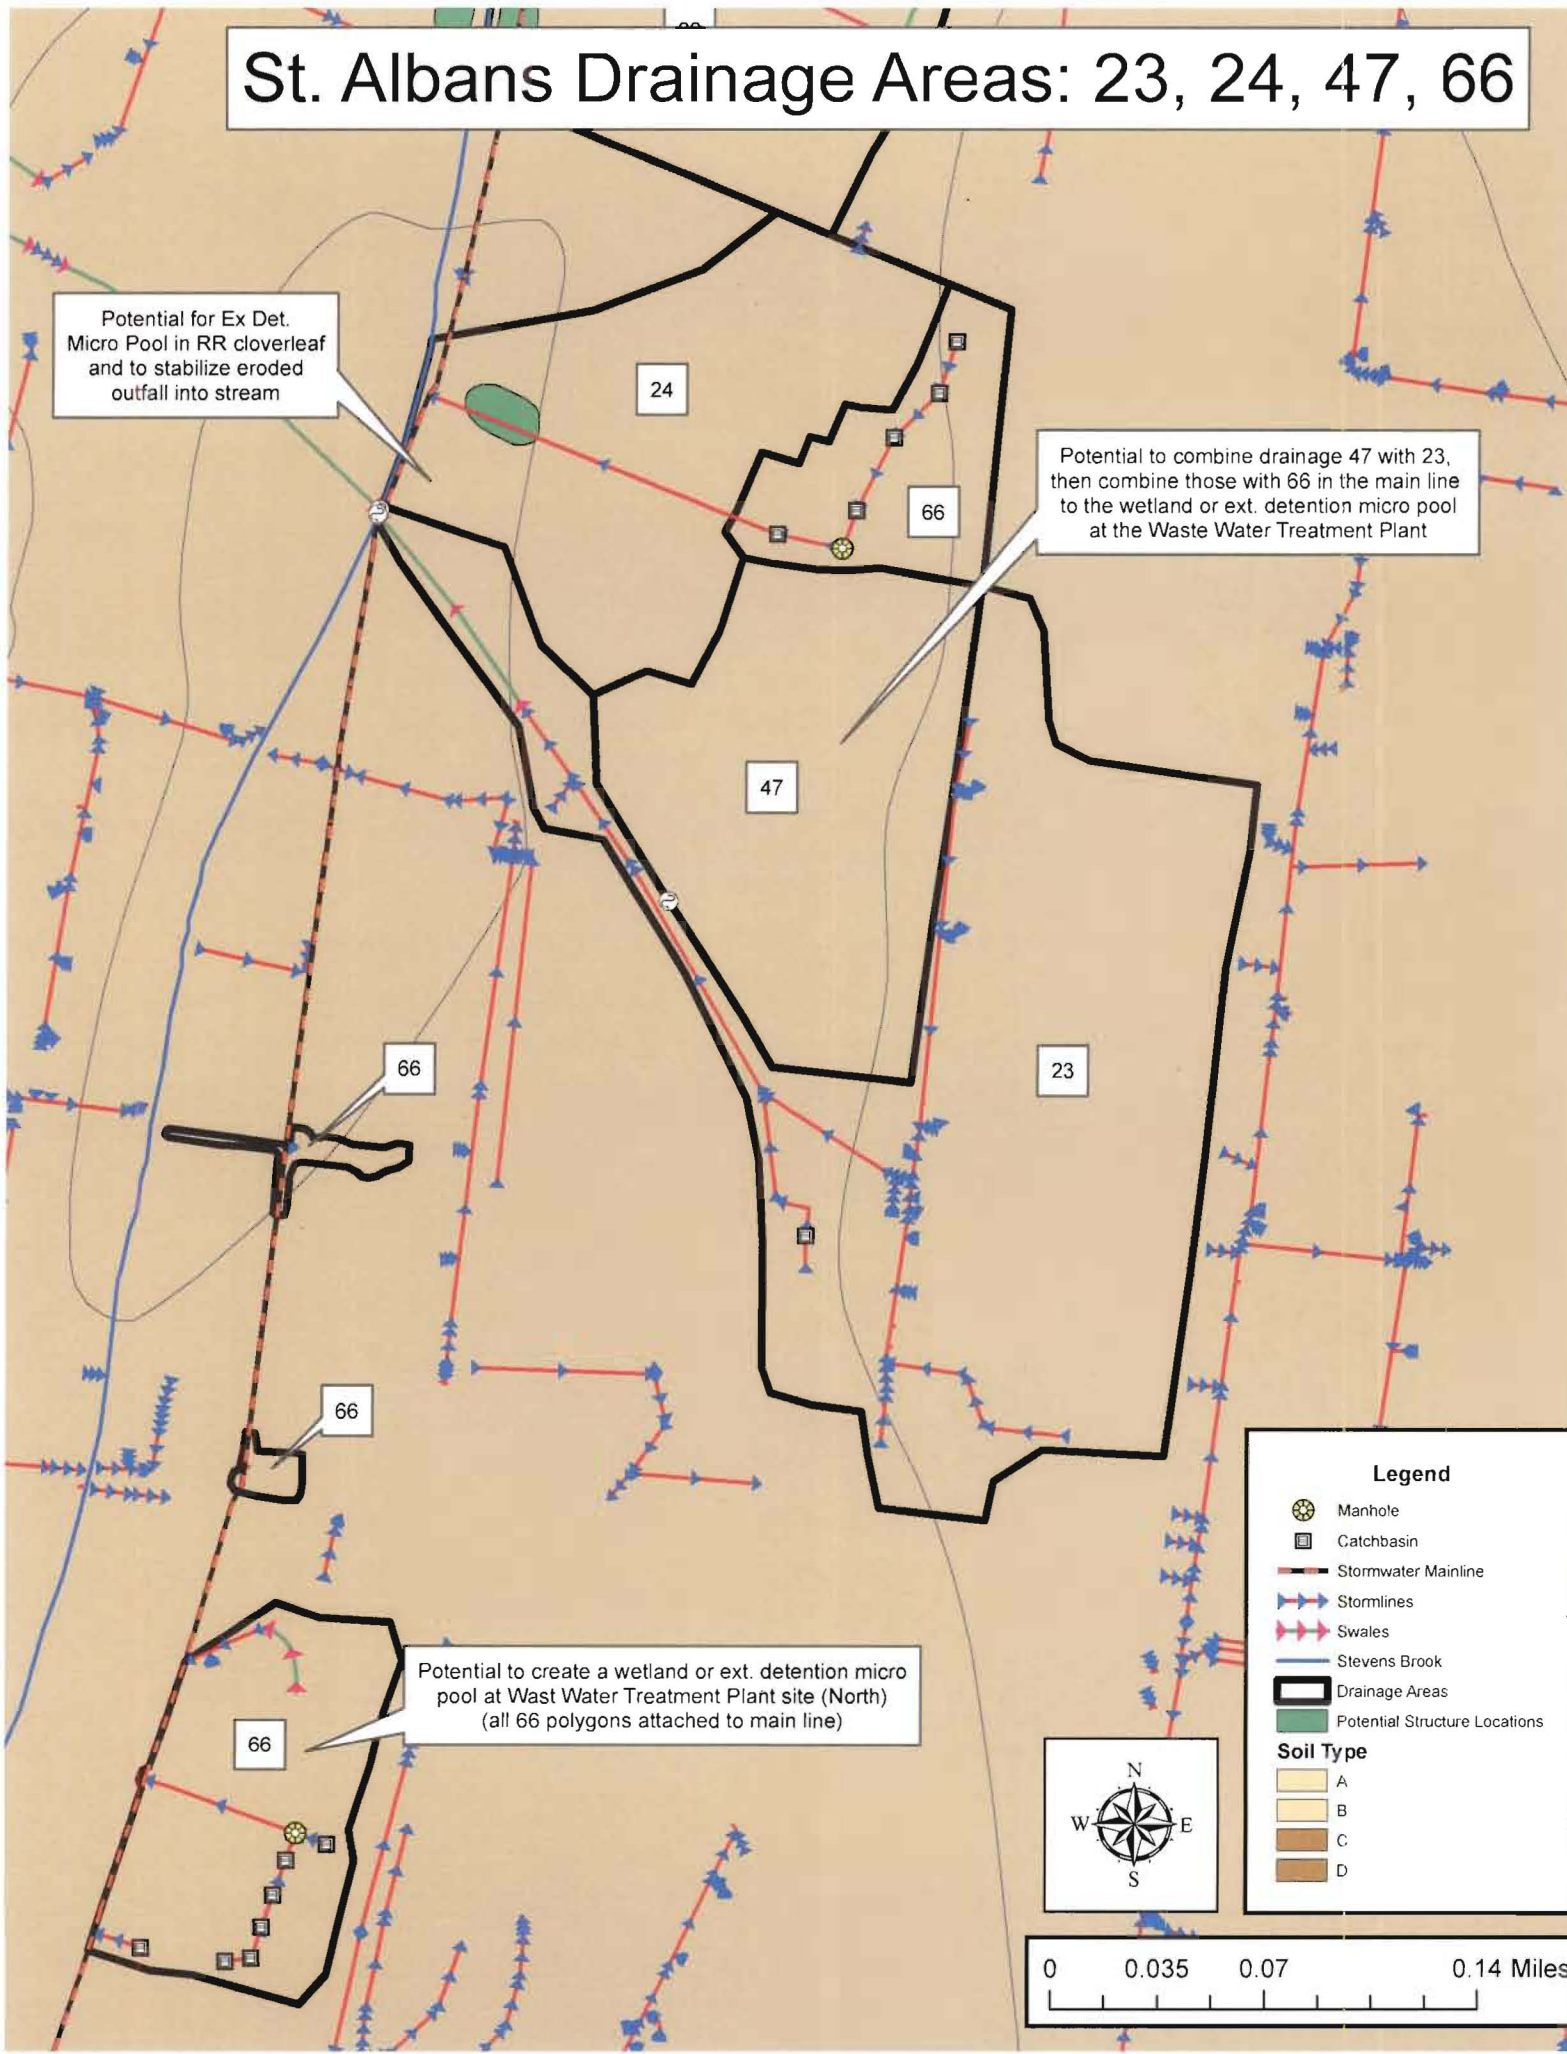 St. Albans Drainage Areas: 23, 24, 47, 66
Potential for Ex Det.
Micro Pool in RR cloverleaf
and to stabilize eroded
outfall into stream
24
66
Potential to combine drainage 47 with 23,
then combine those with 66 in the main line
to the wetland or ext. detention micro pool
at the Waste Water Treatment Plant
47
66
23
66
Potential to create a wetland or ext. detention micro
pool at Wast Water Treatment Plant site (North)
(all 66 polygons attached to main line)
66
Legend
Manhole
Catchbasin
Stormwater Mainline
Stormlines
Swales
Stevens Brook
Drainage Areas
Potential Structure Locations
Soil Type
A
B
C
D
N
W E
S
0 0.035 0.07 0.14 Miles